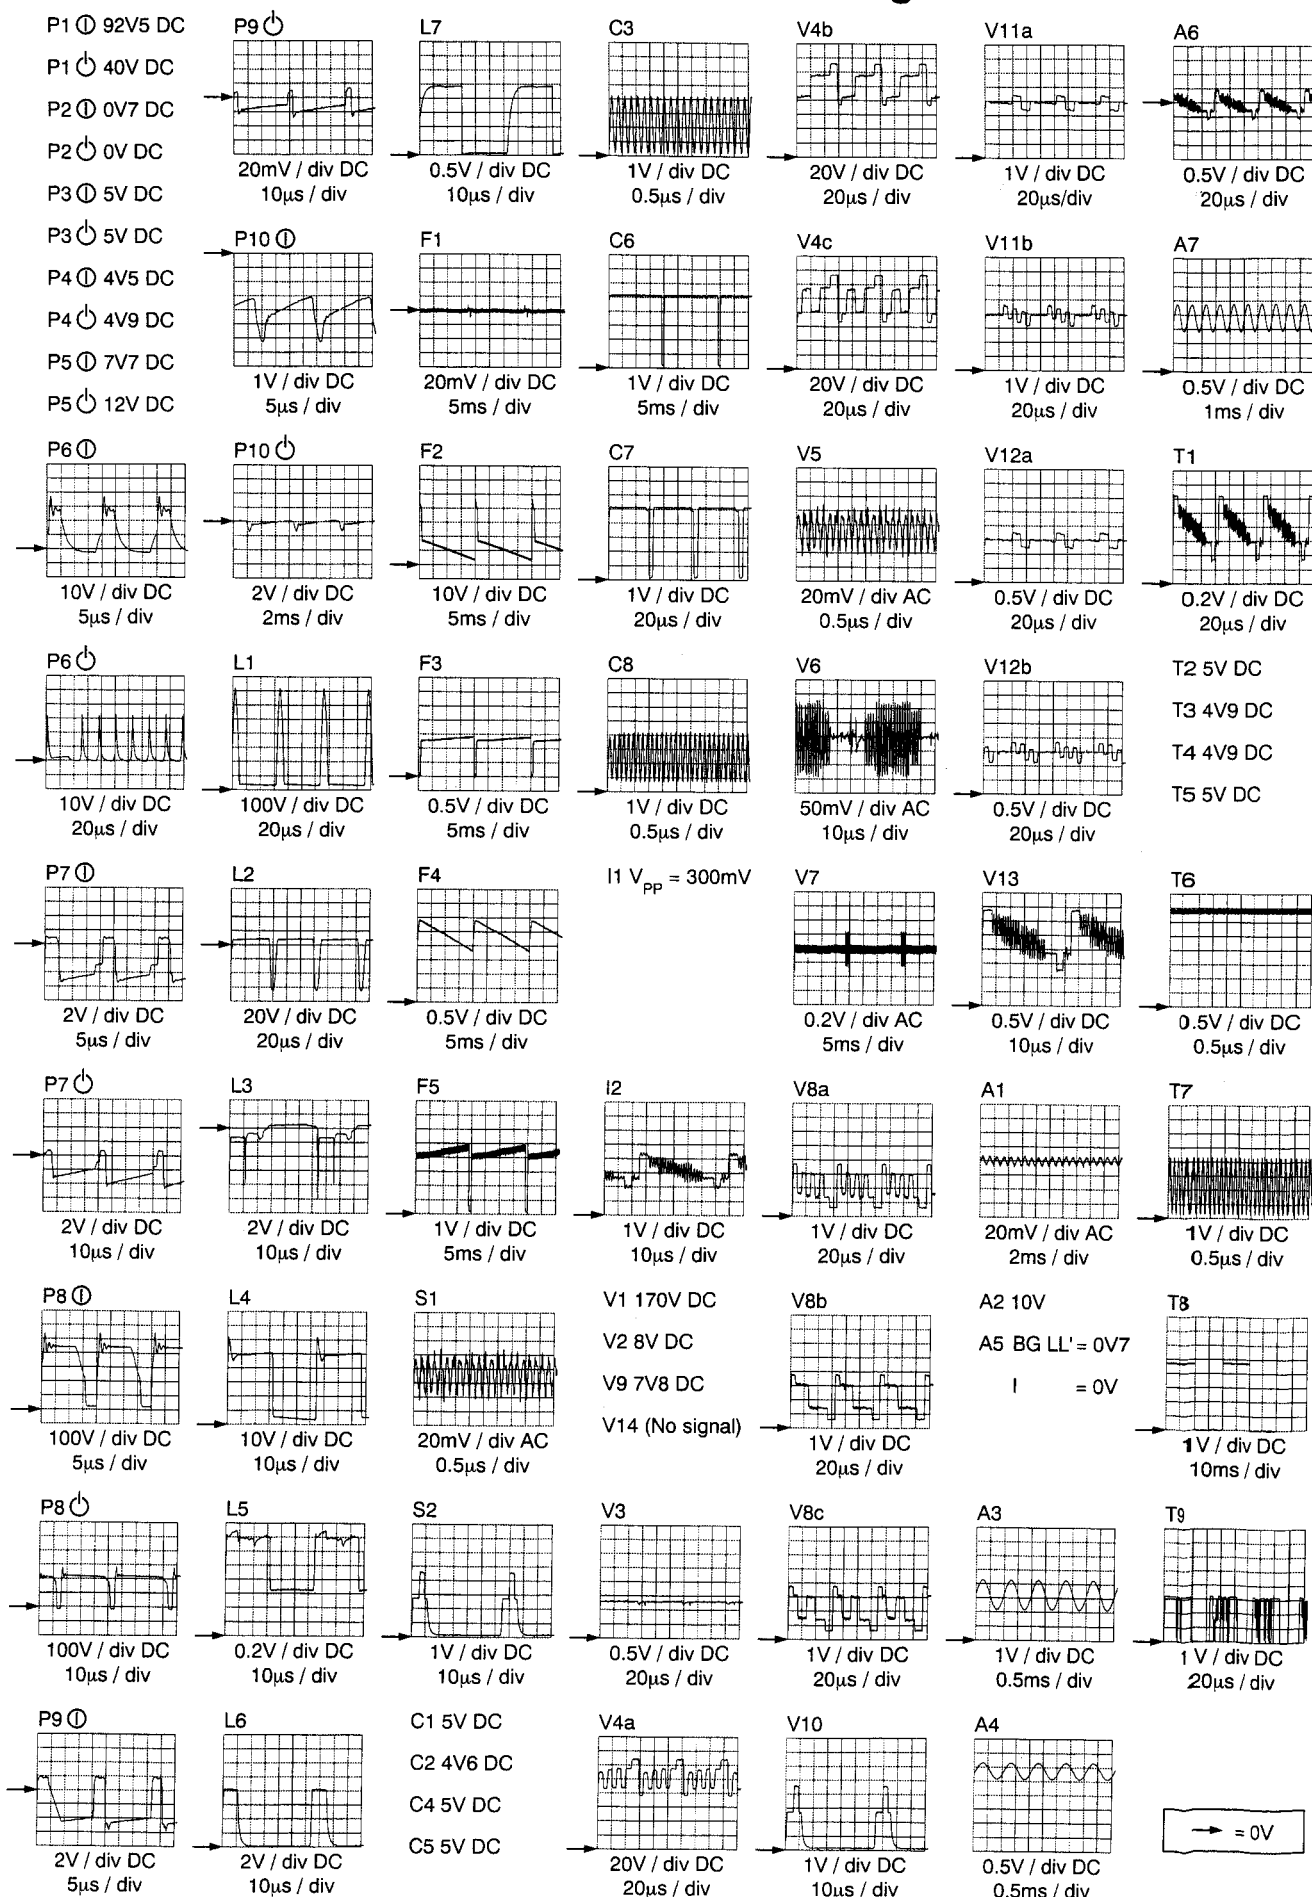 P1 ⦶ 92V5 DC
P1 ⏻ 40V DC
P2 ⦶ 0V7 DC
P2 ⏻ 0V DC
P3 ⦶ 5V DC
P3 ⏻ 5V DC
P4 ⦶ 4V5 DC
P4 ⏻ 4V9 DC
P5 ⦶ 7V7 DC
P5 ⏻ 12V DC
P6 ⦶
10V / div DC
5µs / div
P6 ⏻
10V / div DC
20µs / div
P7 ⦶
2V / div DC
5µs / div
P7 ⏻
2V / div DC
10µs / div
P8 ⦶
100V / div DC
5µs / div
P8 ⏻
100V / div DC
10µs / div
P9 ⦶
2V / div DC
5µs / div
P9 ⏻
20mV / div DC
10µs / div
P10 ⦶
1V / div DC
5µs / div
P10 ⏻
2V / div DC
2ms / div
L1
100V / div DC
20µs / div
L2
20V / div DC
20µs / div
L3
2V / div DC
10µs / div
L4
10V / div DC
10µs / div
L5
0.2V / div DC
10µs / div
L6
2V / div DC
10µs / div
L7
0.5V / div DC
10µs / div
F1
20mV / div DC
5ms / div
F2
10V / div DC
5ms / div
F3
0.5V / div DC
5ms / div
F4
0.5V / div DC
5ms / div
F5
1V / div DC
5ms / div
S1
20mV / div AC
0.5µs / div
S2
1V / div DC
10µs / div
C1 5V DC
C2 4V6 DC
C4 5V DC
C5 5V DC
C3
1V / div DC
0.5µs / div
C6
1V / div DC
5ms / div
C7
1V / div DC
20µs / div
C8
1V / div DC
0.5µs / div
I1 VPP = 300mV
I2
1V / div DC
10µs / div
V1 170V DC
V2 8V DC
V9 7V8 DC
V14 (No signal)
V3
0.5V / div DC
20µs / div
V4a
20V / div DC
20µs / div
V4b
20V / div DC
20µs / div
V4c
20V / div DC
20µs / div
V5
20mV / div AC
0.5µs / div
V6
50mV / div AC
10µs / div
V7
0.2V / div AC
5ms / div
V8a
1V / div DC
20µs / div
V8b
1V / div DC
20µs / div
V8c
1V / div DC
20µs / div
V10
1V / div DC
10µs / div
V11a
1V / div DC
20µs/div
V11b
1V / div DC
20µs / div
V12a
0.5V / div DC
20µs / div
V12b
0.5V / div DC
20µs / div
V13
0.5V / div DC
10µs / div
A1
20mV / div AC
2ms / div
A2 10V
A5 BG LL' = 0V7
I = 0V
A3
1V / div DC
0.5ms / div
A4
0.5V / div DC
0.5ms / div
A6
0.5V / div DC
20µs / div
A7
0.5V / div DC
1ms / div
T1
0.2V / div DC
20µs / div
T2 5V DC
T3 4V9 DC
T4 4V9 DC
T5 5V DC
T6
0.5V / div DC
0.5µs / div
T7
1V / div DC
0.5µs / div
T8
1V / div DC
10ms / div
T9
1V / div DC
20µs / div
→ = 0V